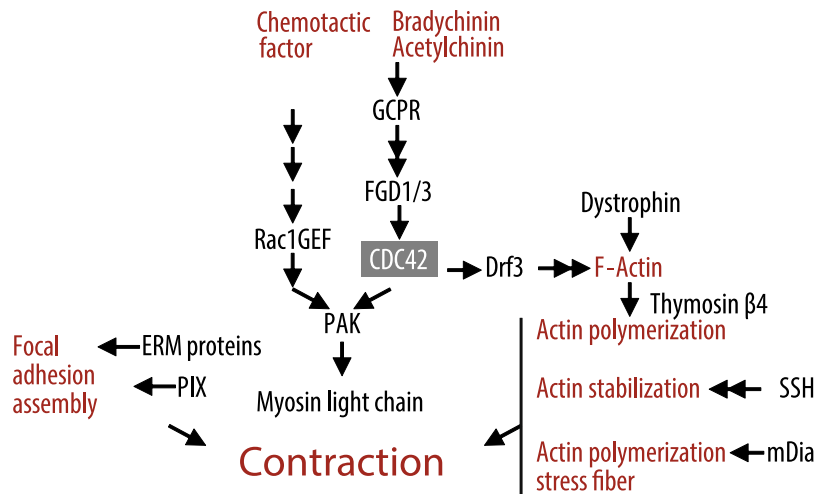 Chemotactic
factor
Bradychinin
Acetylchinin
GCPR
FGD1/3
Dystrophin
Rac1GEF
CDC42
Drf3
F-Actin
PAK
Thymosin β4
Actin polymerization
Focal
adhesion
assembly
ERM proteins
PIX
Myosin light chain
Actin stabilization
SSH
Contraction
Actin polymerization
stress fiber
mDia